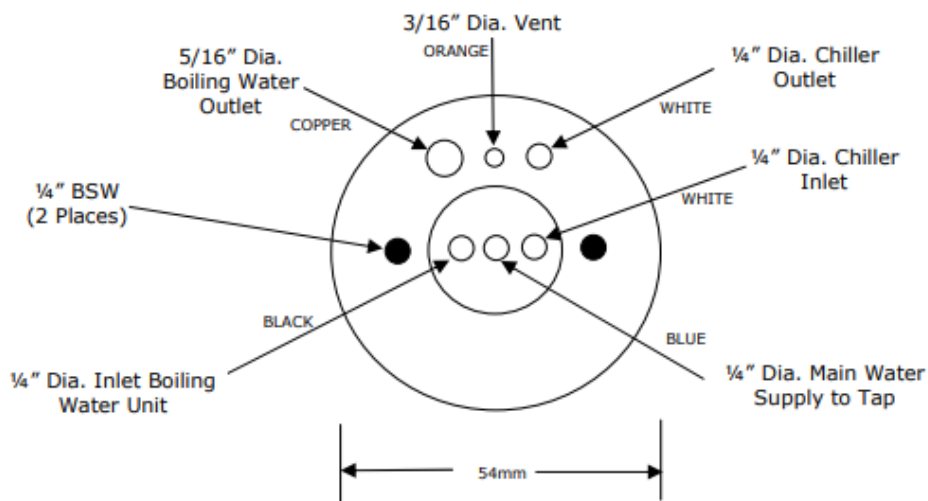 3/16" Dia. Vent
ORANGE
5/16" Dia.
Boiling Water
Outlet
COPPER
¼" Dia. Chiller
Outlet
WHITE
¼" Dia. Chiller
Inlet
WHITE
¼" BSW
(2 Places)
BLACK
BLUE
¼" Dia. Inlet Boiling
Water Unit
¼" Dia. Main Water
Supply to Tap
54mm